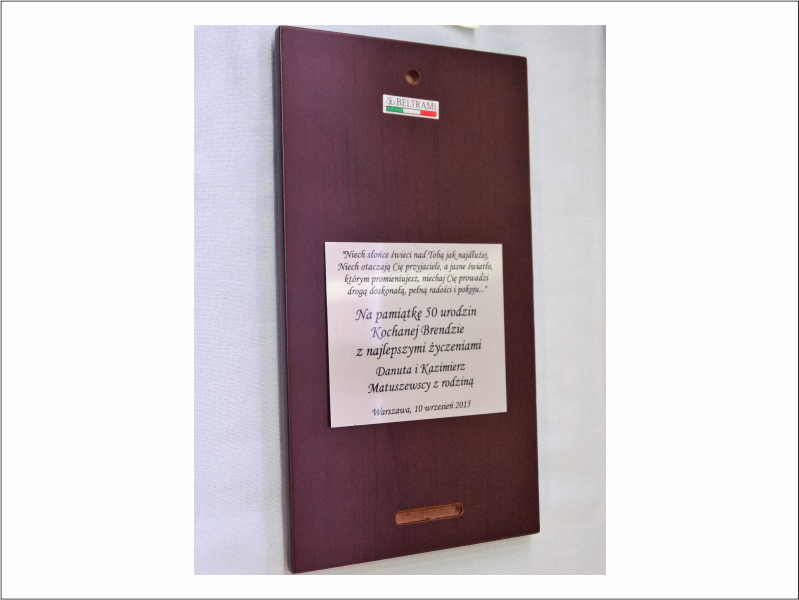 BELTRAMI
"Niech słońce świeci nad Tobą jak najdłużej,
Niech otaczają Cię przyjaciele, a jasne światło,
którym promieniujesz, niechaj Cię prowadzi
drogą doskonałą, pełną radości i pokoju..."
Na pamiątkę 50 urodzin
Kochanej Brendzie
z najlepszymi życzeniami
Danuta i Kazimierz
Matuszewscy z rodziną
Warszawa, 10 wrzesień 2015